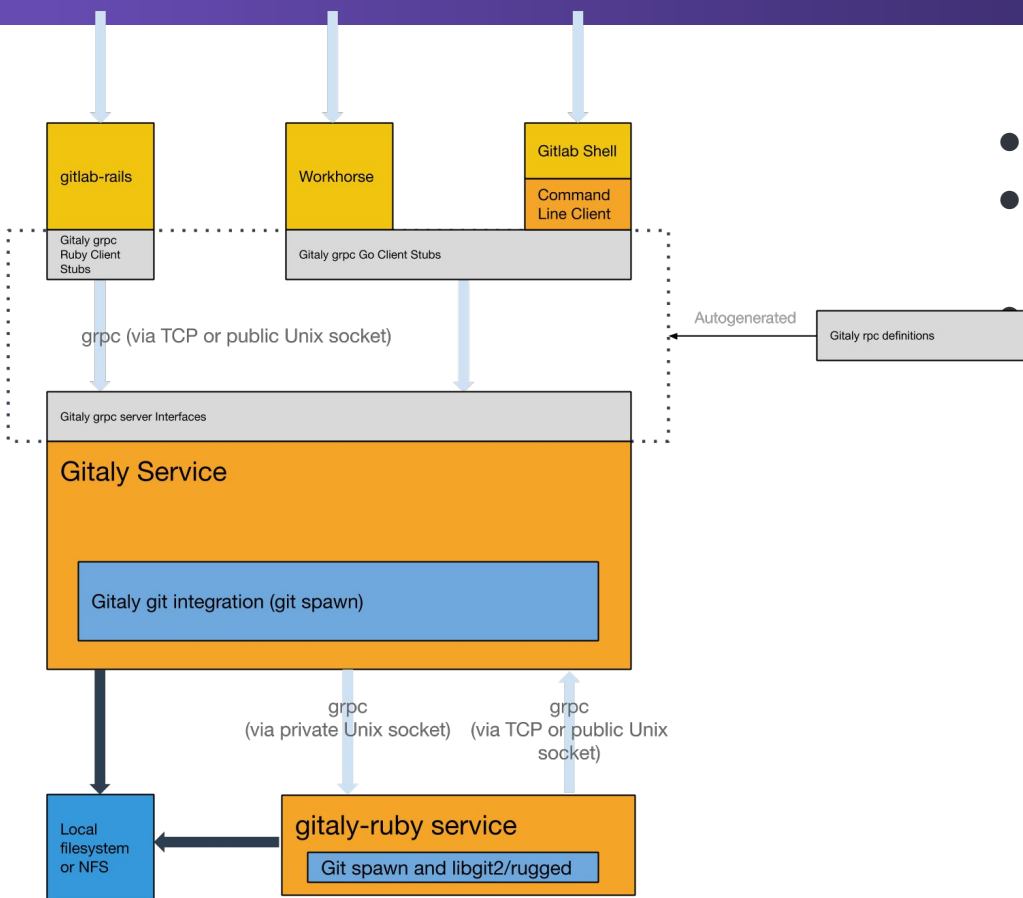 gitlab-rails
Workhorse
Gitlab Shell
Command
Line Client
Gitaly grpc
Ruby Client
Stubs
Gitaly grpc Go Client Stubs
grpc (via TCP or public Unix socket)
Autogenerated
Gitaly rpc definitions
Gitaly grpc server Interfaces
Gitaly Service
Gitaly git integration (git spawn)
grpc
(via private Unix socket)
grpc
(via TCP or public Unix
socket)
Local
filesystem
or NFS
gitaly-ruby service
Git spawn and libgit2/rugged